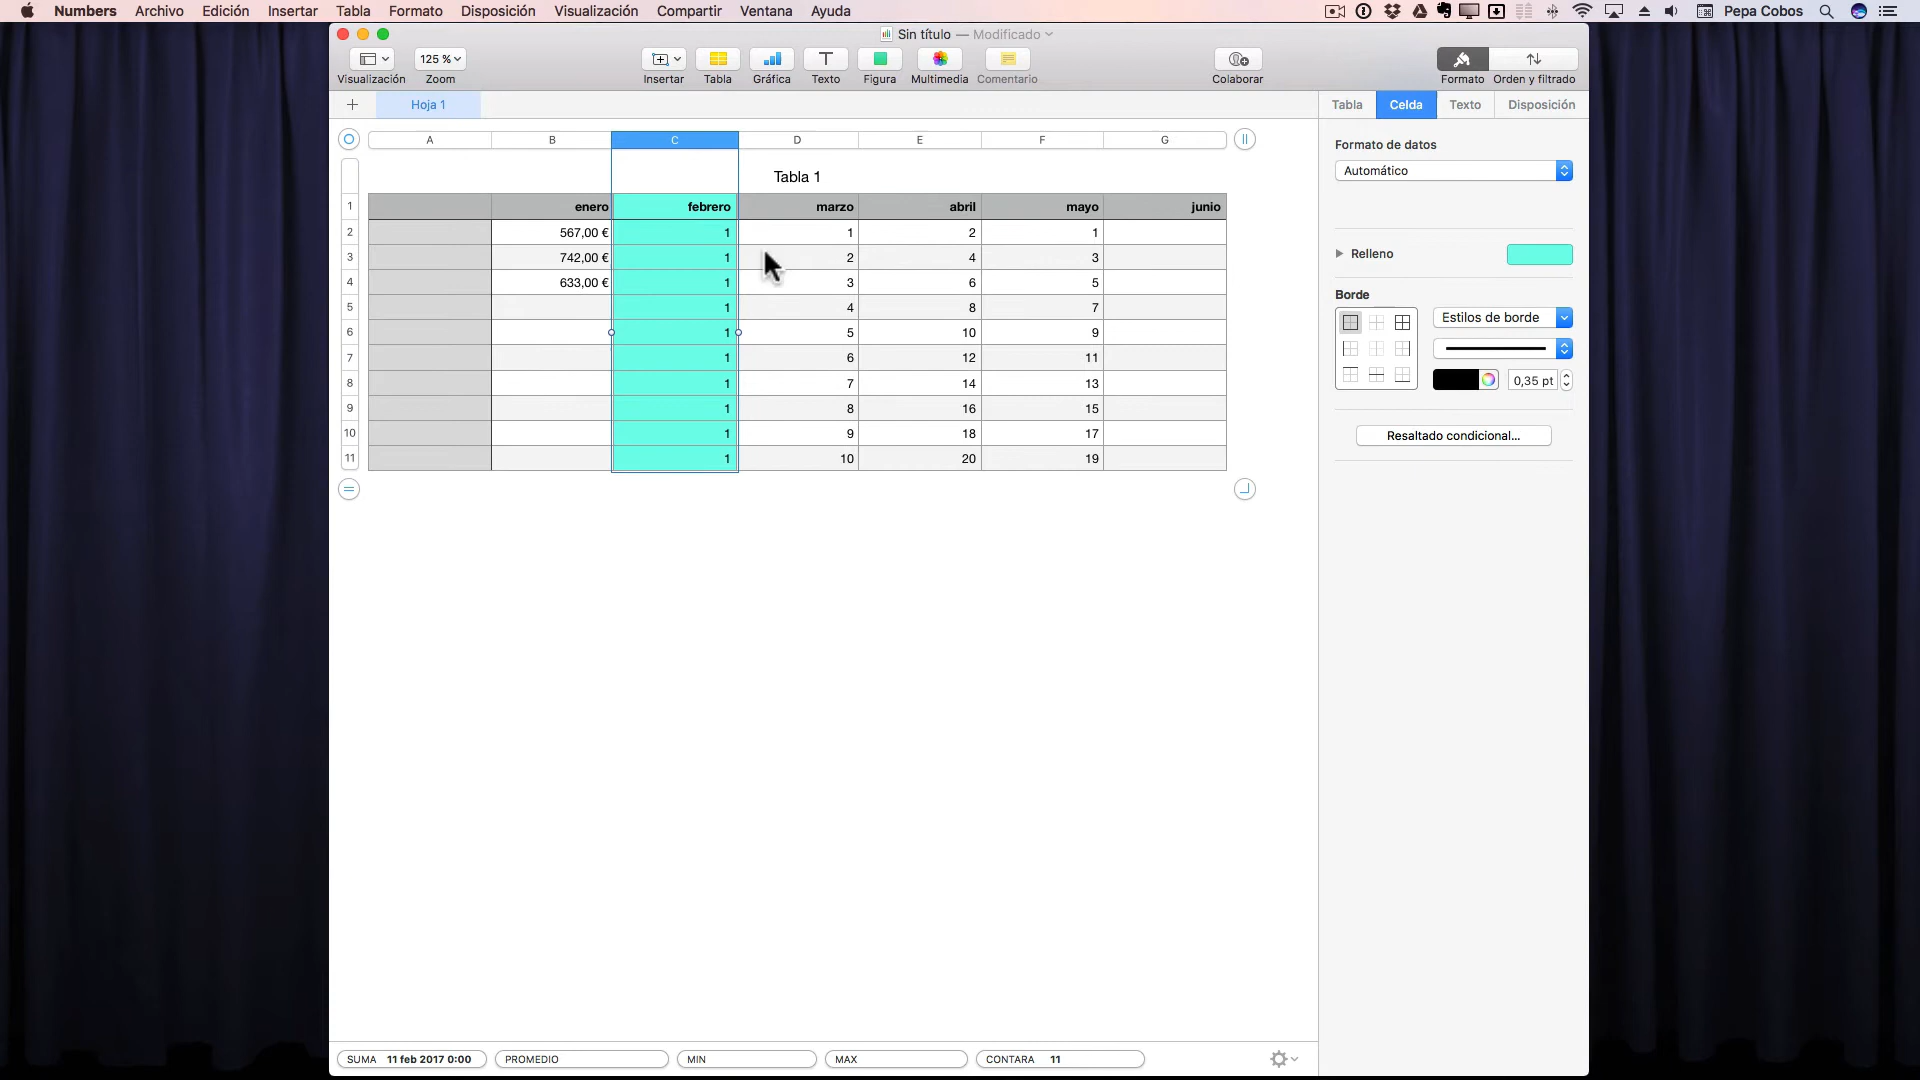 Numbers Archivo Edición Insertar Tabla Formato Disposición Visualización Compartir Ventana Ayuda Pepa Cobos
Sin título — Modificado
125 %
Visualización Zoom Insertar Tabla Gráfica Texto Figura Multimedia Comentario Colaborar Formato Orden y filtrado
Hoja 1 Tabla Celda Texto Disposición
A B C D E F G
Tabla 1
1 enero febrero marzo abril mayo junio
2 567,00 € 1 1 2 1
3 742,00 € 1 2 4 3
4 633,00 € 1 3 6 5
5 1 4 8 7
6 1 5 10 9
7 1 6 12 11
8 1 7 14 13
9 1 8 16 15
10 1 9 18 17
11 1 10 20 19
Formato de datos
Automático
Relleno
Borde
Estilos de borde
0,35 pt
Resaltado condicional...
SUMA 11 feb 2017 0:00 PROMEDIO MIN MAX CONTARA 11